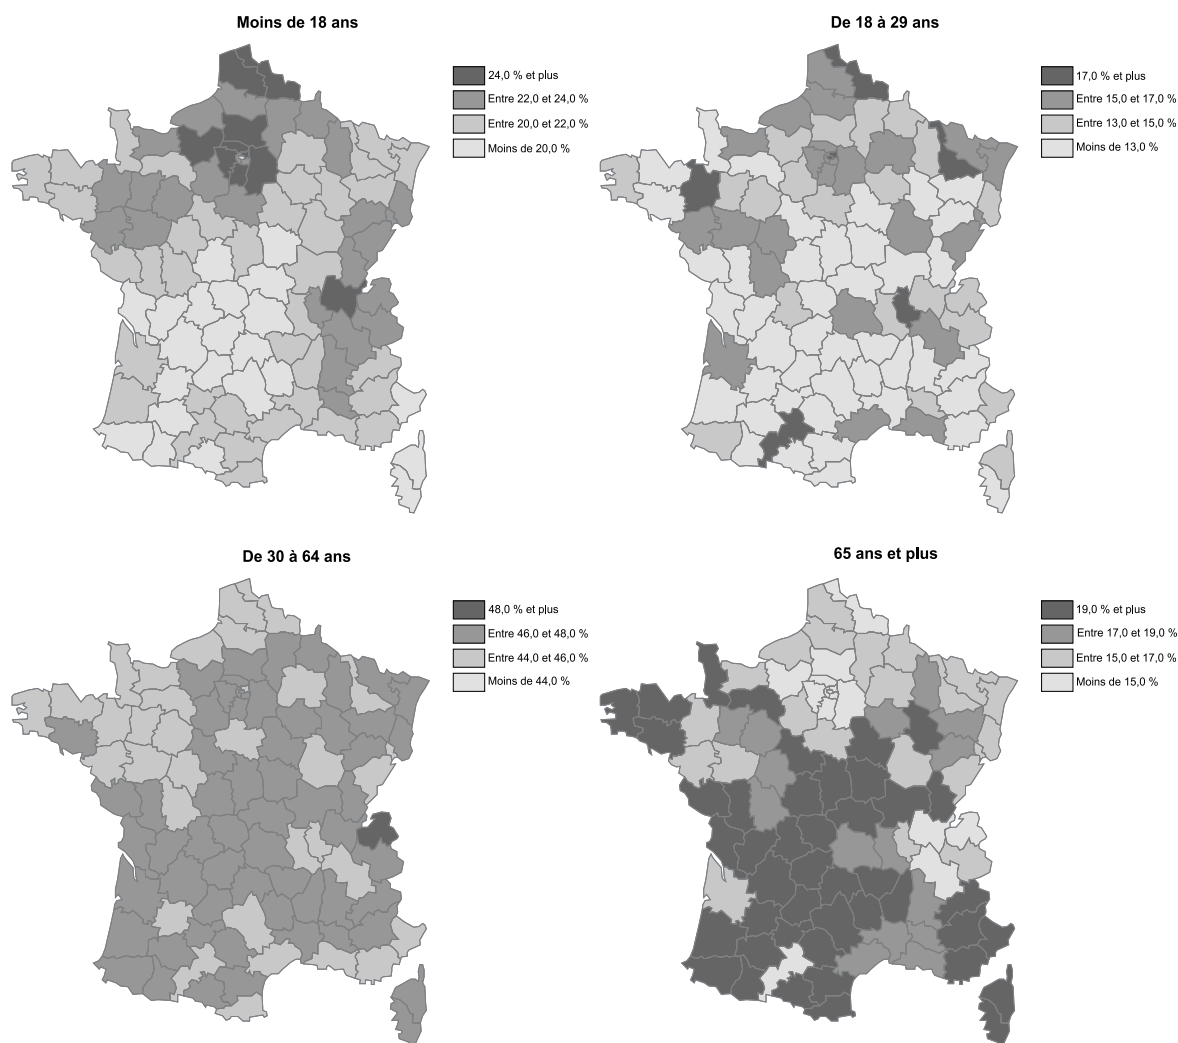 Moins de 18 ans
24,0 % et plus
Entre 22,0 et 24,0 %
Entre 20,0 et 22,0 %
Moins de 20,0 %
De 18 à 29 ans
17,0 % et plus
Entre 15,0 et 17,0 %
Entre 13,0 et 15,0 %
Moins de 13,0 %
De 30 à 64 ans
48,0 % et plus
Entre 46,0 et 48,0 %
Entre 44,0 et 46,0 %
Moins de 44,0 %
65 ans et plus
19,0 % et plus
Entre 17,0 et 19,0 %
Entre 15,0 et 17,0 %
Moins de 15,0 %